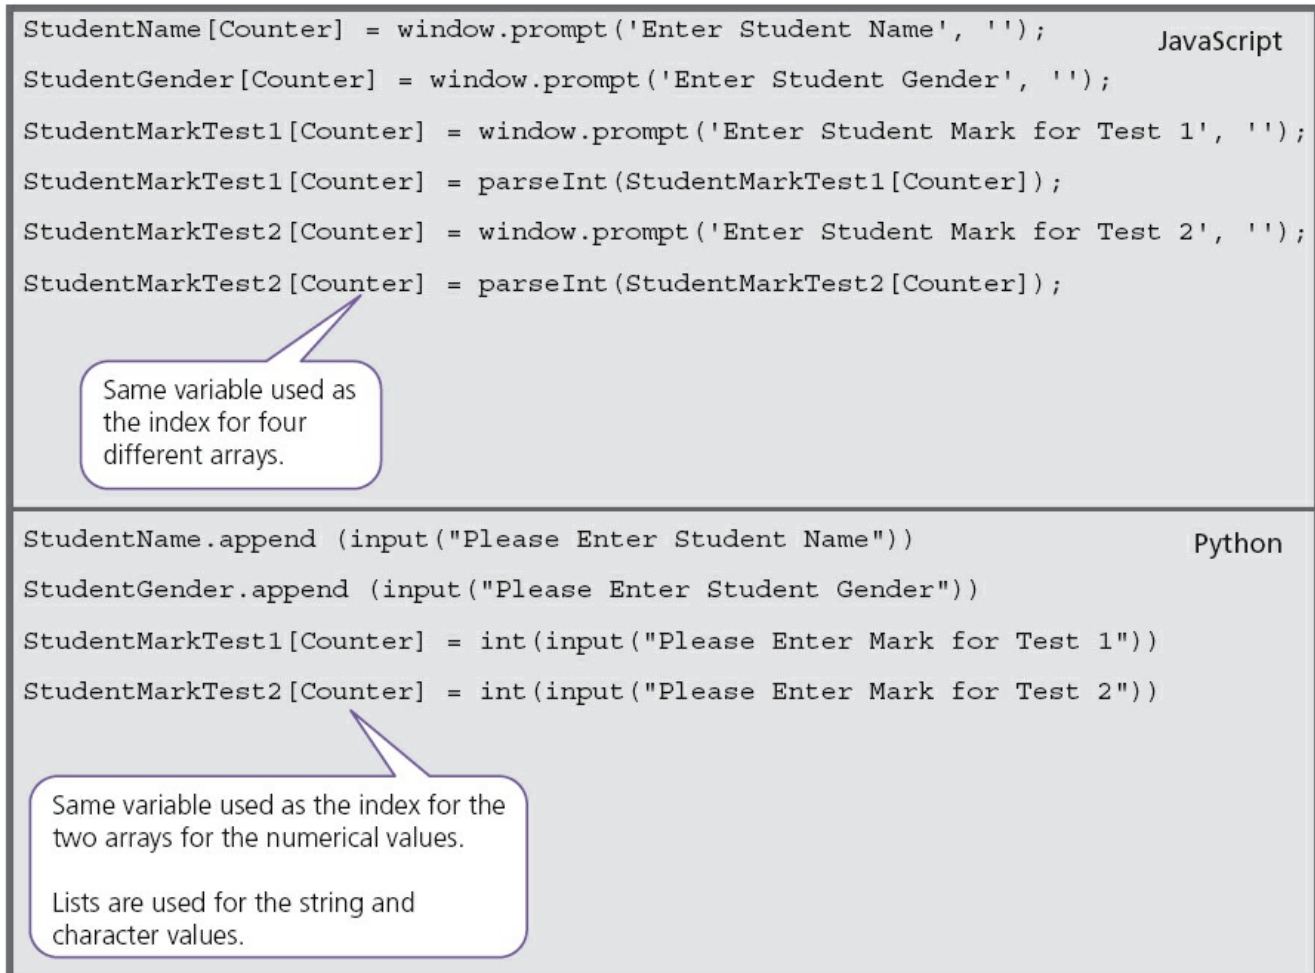 StudentName[Counter] = window.prompt('Enter Student Name', '');
JavaScript
StudentGender[Counter] = window.prompt('Enter Student Gender', '');
StudentMarkTest1[Counter] = window.prompt('Enter Student Mark for Test 1', '');
StudentMarkTest1[Counter] = parseInt(StudentMarkTest1[Counter]);
StudentMarkTest2[Counter] = window.prompt('Enter Student Mark for Test 2', '');
StudentMarkTest2[Counter] = parseInt(StudentMarkTest2[Counter]);
Same variable used as
the index for four
different arrays.
StudentName.append (input("Please Enter Student Name"))
Python
StudentGender.append (input("Please Enter Student Gender"))
StudentMarkTest1[Counter] = int(input("Please Enter Mark for Test 1"))
StudentMarkTest2[Counter] = int(input("Please Enter Mark for Test 2"))
Same variable used as the index for the
two arrays for the numerical values.
Lists are used for the string and
character values.